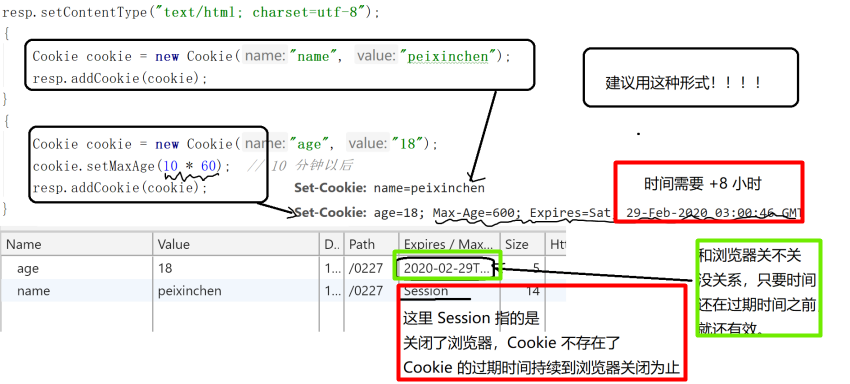 resp.setContentType("text/html; charset=utf-8");
{
Cookie cookie = new Cookie( name: "name", value: "peixinchen");
resp.addCookie(cookie);
}
建议用这种形式！！！！
{
Cookie cookie = new Cookie( name: "age", value: "18");
cookie.setMaxAge(10 * 60); // 10 分钟以后
resp.addCookie(cookie);
}
Set-Cookie: name=peixinchen
时间需要 +8 小时
Set-Cookie: age=18; Max-Age=600; Expires=Sat, 29-Feb-2020 03:00:46 GMT
Name Value D.. Path Expires / Max... Size Htt
age 18 1... /0227 2020-02-29T... 5
name peixinchen 1... /0227 Session 14
和浏览器关不关
没关系，只要时间
还在过期时间之前
就还有效。
这里 Session 指的是
关闭了浏览器，Cookie 不存在了
Cookie 的过期时间持续到浏览器关闭为止